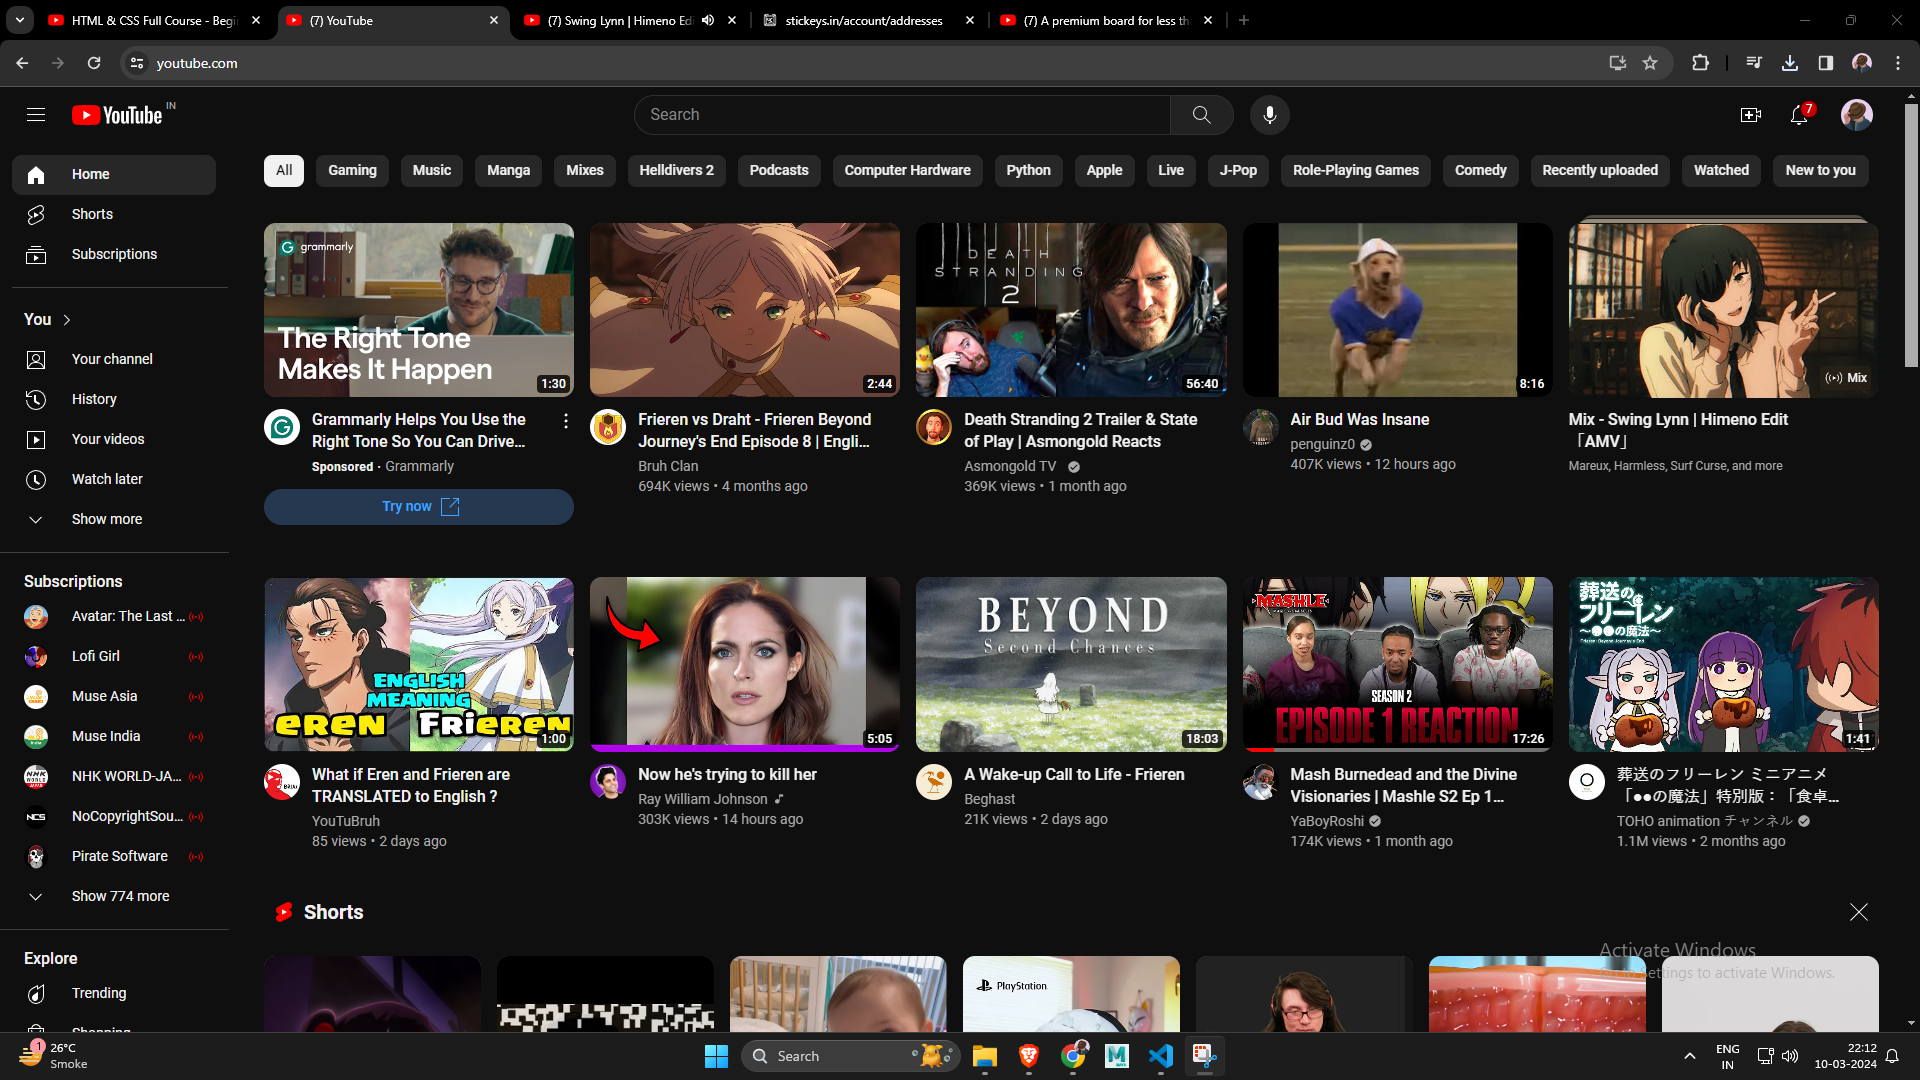 HTML & CSS Full Course - Begi
(7) YouTube
(7) Swing Lynn | Himeno Edi
stickeys.in/account/addresses
(7) A premium board for less th
youtube.com
YouTube IN
Search
7
Home
Shorts
Subscriptions
You
Your channel
History
Your videos
Watch later
Show more
Subscriptions
Avatar: The Last ...
Lofi Girl
Muse Asia
Muse India
NHK WORLD-JA...
NoCopyrightSou...
Pirate Software
Show 774 more
Explore
Trending
Shopping
All
Gaming
Music
Manga
Mixes
Helldivers 2
Podcasts
Computer Hardware
Python
Apple
Live
J-Pop
Role-Playing Games
Comedy
Recently uploaded
Watched
New to you
grammarly
The Right Tone
Makes It Happen
1:30
Grammarly Helps You Use the
Right Tone So You Can Drive...
Sponsored · Grammarly
Try now
2:44
Frieren vs Draht - Frieren Beyond
Journey's End Episode 8 | Engli...
Bruh Clan
694K views • 4 months ago
DEATH
STRANDING
2
56:40
Death Stranding 2 Trailer & State
of Play | Asmongold Reacts
Asmongold TV
369K views • 1 month ago
8:16
Air Bud Was Insane
penguinz0
407K views • 12 hours ago
Mix
Mix - Swing Lynn | Himeno Edit
「AMV」
Mareux, Harmless, Surf Curse, and more
ENGLISH
MEANING
EREN FRIEREN
1:00
What if Eren and Frieren are
TRANSLATED to English ?
YouTuBruh
85 views • 2 days ago
5:05
Now he's trying to kill her
Ray William Johnson
303K views • 14 hours ago
BEYOND
Second Chances
18:03
A Wake-up Call to Life - Frieren
Beghast
21K views • 2 days ago
MASHLE
SEASON 2
EPISODE 1 REACTION
17:26
Mash Burnedead and the Divine
Visionaries | Mashle S2 Ep 1...
YaBoyRoshi
174K views • 1 month ago
葬送の
フリーレン
～●●の魔法～
1:41
葬送のフリーレン ミニアニメ
「●●の魔法」特別版：「食卓...
TOHO animation チャンネル
1.1M views • 2 months ago
Shorts
PlayStation
Activate Windows
Settings to activate Windows.
1
26°C
Smoke
Search
ENG
IN
22:12
10-03-2024